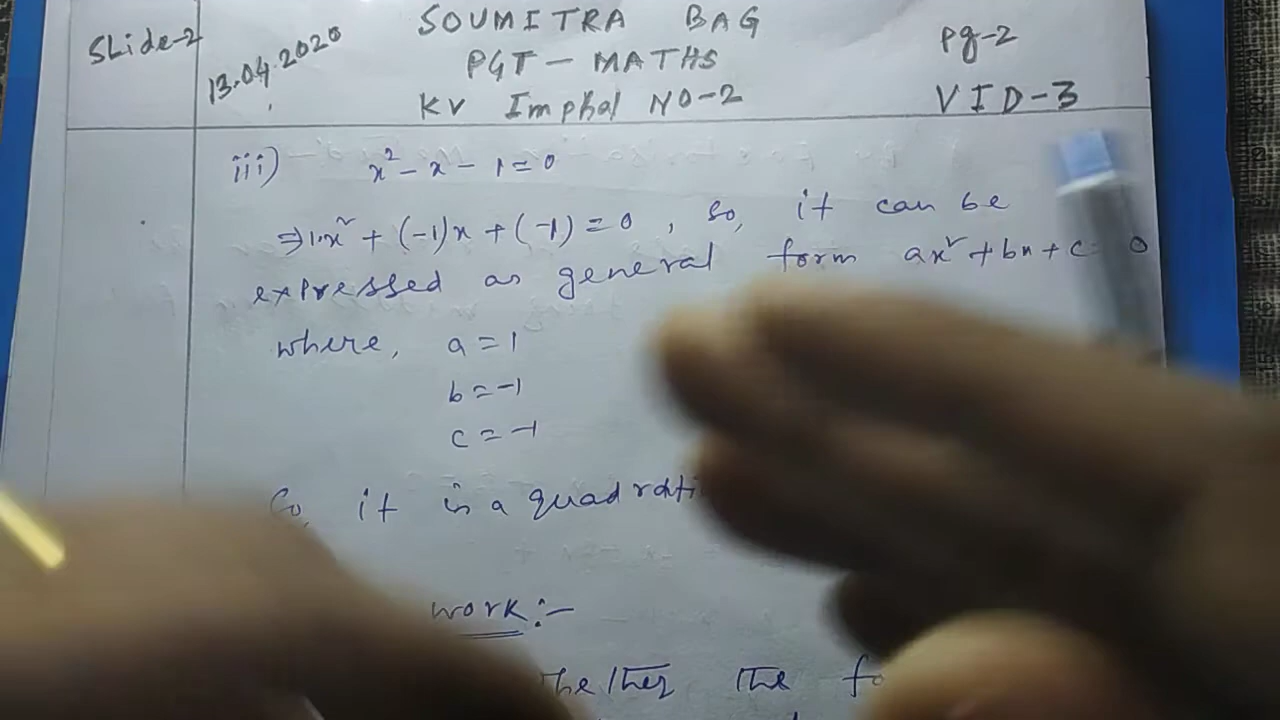 SLide-2
13.04.2020
SOUMITRA BAG
PGT - MATHS
KV Imphal NO-2
pg-2
VID-3
iii) x² - x - 1 = 0
⇒ 1.x² + (-1)x + (-1) = 0 , So, it can be
expressed as general form ax² + bx + c = 0
where, a = 1
b = -1
c = -1
So, it is a quadrati
work :-
hether the fo